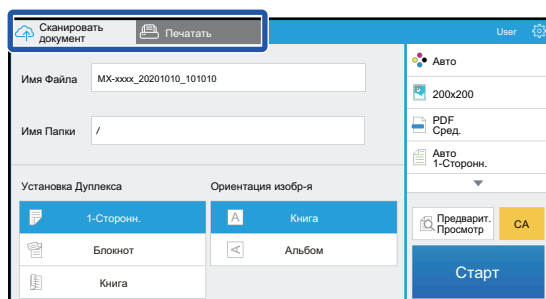 Сканировать
документ
Печатать
User
Имя Файла
MX-xxxx_20201010_101010
Имя Папки
/
Установка Дуплекса
Ориентация изобр-я
1-Сторонн.
Блокнот
Книга
A
Книга
A
Альбом
Авто
200x200
PDF
Сред.
Авто
1-Сторонн.
Предварит.
Просмотр
CA
Старт